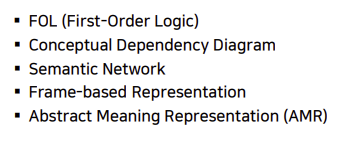 ▪ FOL (First-Order Logic)
▪ Conceptual Dependency Diagram
▪ Semantic Network
▪ Frame-based Representation
▪ Abstract Meaning Representation (AMR)